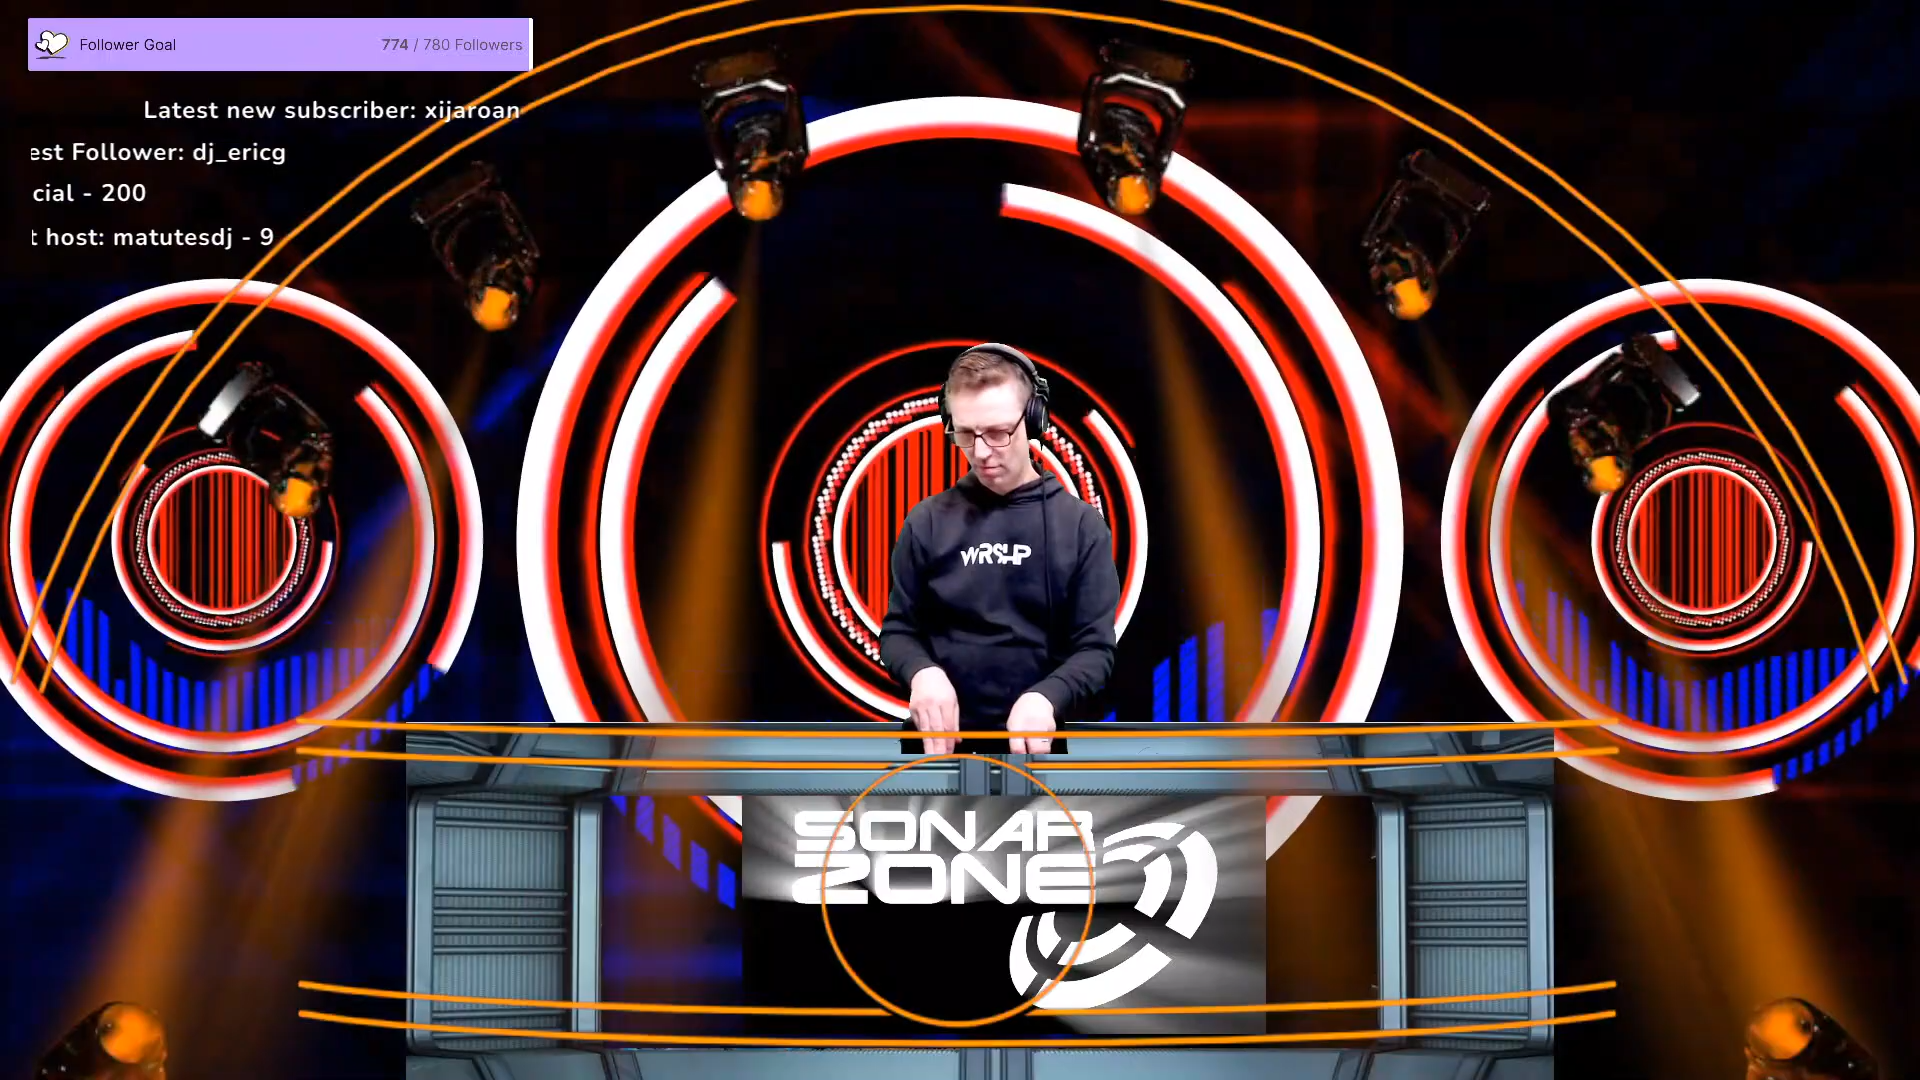 Follower Goal 774 / 780 Followers
Latest new subscriber: xijaroan
est Follower: dj_ericg
cial - 200
t host: matutesdj - 9
WRSHP
SONAR
ZONE